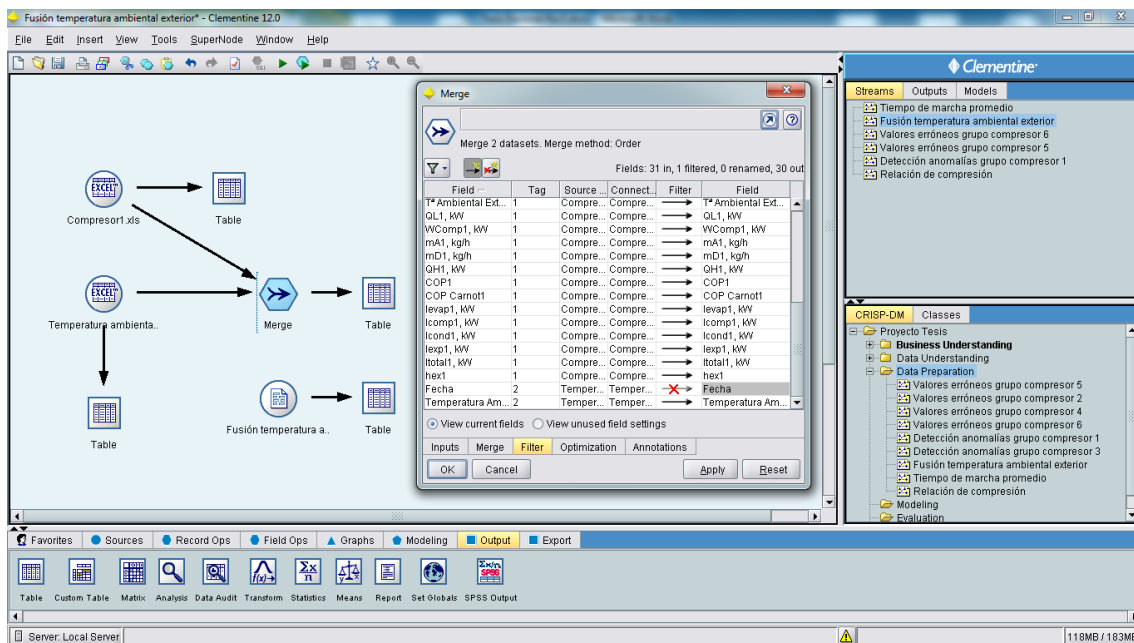 Fusión temperatura ambiental exterior* - Clementine 12.0
File Edit Insert View Tools SuperNode Window Help
EXCEL
Compresor1.xls
Table
EXCEL
Temperatura ambienta..
Merge
Table
Table
Fusión temperatura a..
Table
Merge
Merge 2 datasets. Merge method: Order
Fields: 31 in, 1 filtered, 0 renamed, 30 out
Field Tag Source ... Connect... Filter Field
Tª Ambiental Ext... 1 Compre... Compre... Tª Ambiental Ext...
QL1, kW 1 Compre... Compre... QL1, kW
WComp1, kW 1 Compre... Compre... WComp1, kW
mA1, kg/h 1 Compre... Compre... mA1, kg/h
mD1, kg/h 1 Compre... Compre... mD1, kg/h
QH1, kW 1 Compre... Compre... QH1, kW
COP1 1 Compre... Compre... COP1
COP Carnot1 1 Compre... Compre... COP Carnot1
Ievap1, kW 1 Compre... Compre... Ievap1, kW
Icomp1, kW 1 Compre... Compre... Icomp1, kW
Icond1, kW 1 Compre... Compre... Icond1, kW
Iexp1, kW 1 Compre... Compre... Iexp1, kW
Itotal1, kW 1 Compre... Compre... Itotal1, kW
hex1 1 Compre... Compre... hex1
Fecha 2 Temper... Temper... Fecha
Temperatura Am... 2 Temper... Temper... Temperatura Am...
View current fields View unused field settings
Inputs Merge Filter Optimization Annotations
OK Cancel Apply Reset
Clementine
Streams Outputs Models
Tiempo de marcha promedio
Fusión temperatura ambiental exterior
Valores erróneos grupo compresor 6
Valores erróneos grupo compresor 5
Detección anomalías grupo compresor 1
Relación de compresión
CRISP-DM Classes
Proyecto Tesis
Business Understanding
Data Understanding
Data Preparation
Valores erróneos grupo compresor 5
Valores erróneos grupo compresor 2
Valores erróneos grupo compresor 4
Valores erróneos grupo compresor 6
Detección anomalías grupo compresor 1
Detección anomalías grupo compresor 3
Fusión temperatura ambiental exterior
Tiempo de marcha promedio
Relación de compresión
Modeling
Evaluation
Favorites Sources Record Ops Field Ops Graphs Modeling Output Export
Table Custom Table Matrix Analysis Data Audit Transform Statistics Means Report Set Globals SPSS Output
Server: Local Server 118MB / 183MB